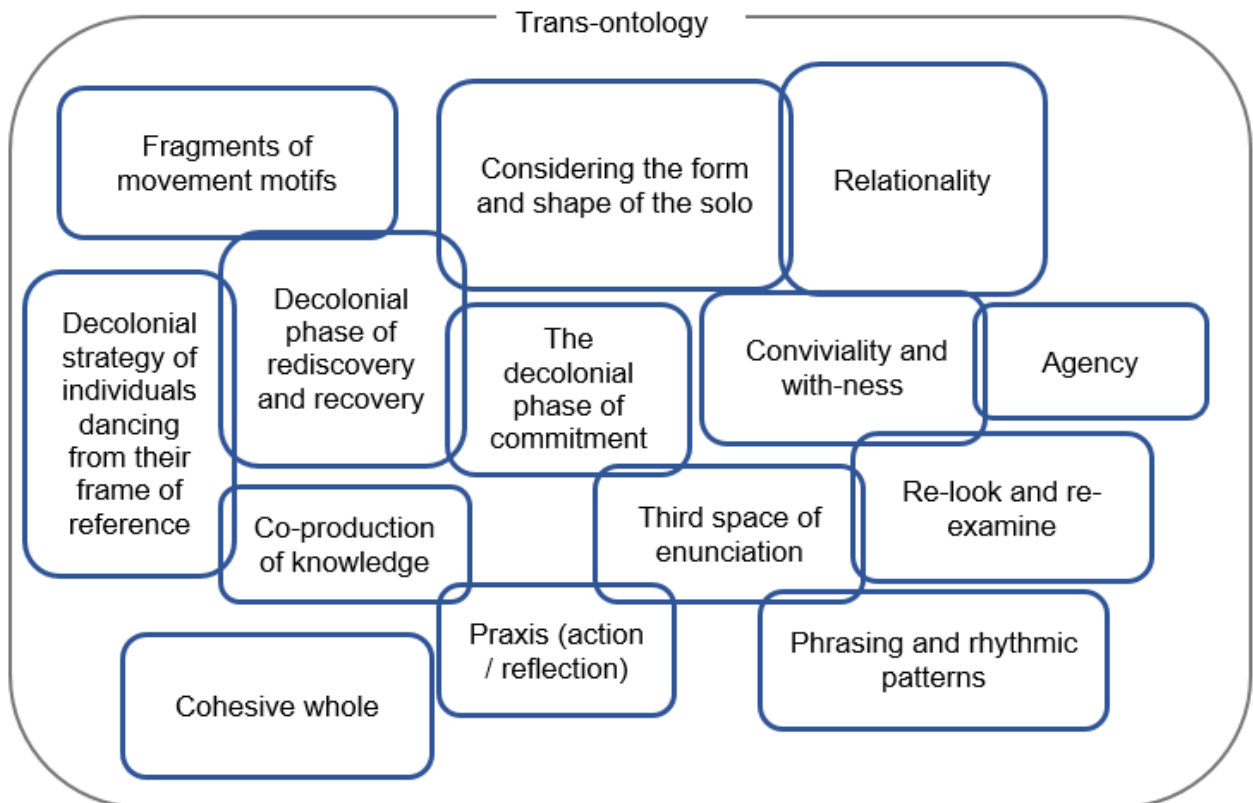 Trans-ontology
Fragments of
movement motifs
Considering the form
and shape of the solo
Relationality
Decolonial
strategy of
individuals
dancing
from their
frame of
reference
Decolonial
phase of
rediscovery
and recovery
The
decolonial
phase of
commitment
Conviviality and
with-ness
Agency
Co-production
of knowledge
Third space of
enunciation
Re-look and re-
examine
Cohesive whole
Praxis (action
/ reflection)
Phrasing and rhythmic
patterns